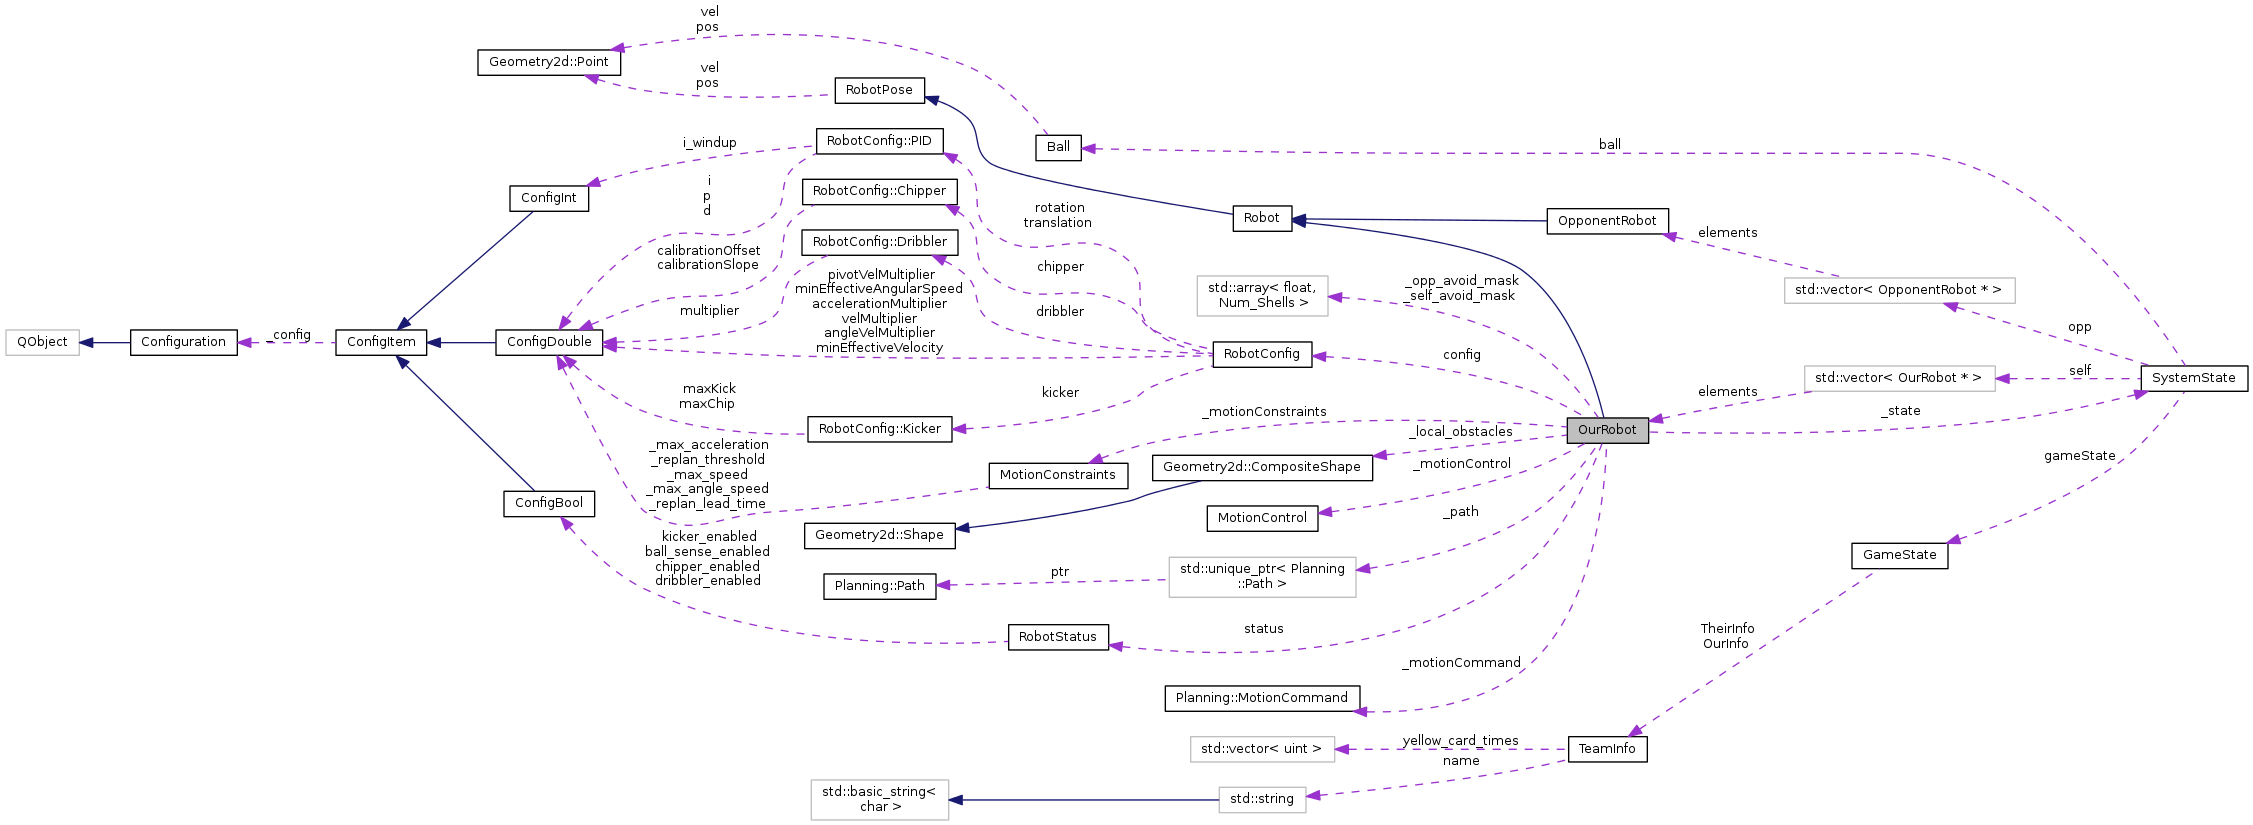 vel
pos
Geometry2d::Point
vel
pos
RobotPose
RobotConfig::PID
Ball
ball
i_windup
i
p
d
RobotConfig::Chipper
ConfigInt
rotation
translation
Robot
OpponentRobot
elements
RobotConfig::Dribbler
calibrationOffset
calibrationSlope
chipper
std::array< float,
Num_Shells >
_opp_avoid_mask
_self_avoid_mask
std::vector< OpponentRobot * >
pivotVelMultiplier
minEffectiveAngularSpeed
accelerationMultiplier
velMultiplier
angleVelMultiplier
minEffectiveVelocity
multiplier
dribbler
opp
QObject
Configuration
_config
ConfigItem
ConfigDouble
RobotConfig
config
std::vector< OurRobot * >
self
SystemState
maxKick
maxChip
kicker
elements
_state
RobotConfig::Kicker
_motionConstraints
OurRobot
_local_obstacles
_max_acceleration
_replan_threshold
_max_speed
_max_angle_speed
_replan_lead_time
MotionConstraints
Geometry2d::CompositeShape
_motionControl
gameState
ConfigBool
MotionControl
_path
Geometry2d::Shape
kicker_enabled
ball_sense_enabled
chipper_enabled
dribbler_enabled
GameState
Planning::Path
ptr
std::unique_ptr< Planning
::Path >
RobotStatus
status
TheirInfo
OurInfo
_motionCommand
Planning::MotionCommand
std::vector< uint >
yellow_card_times
name
TeamInfo
std::basic_string<
char >
std::string